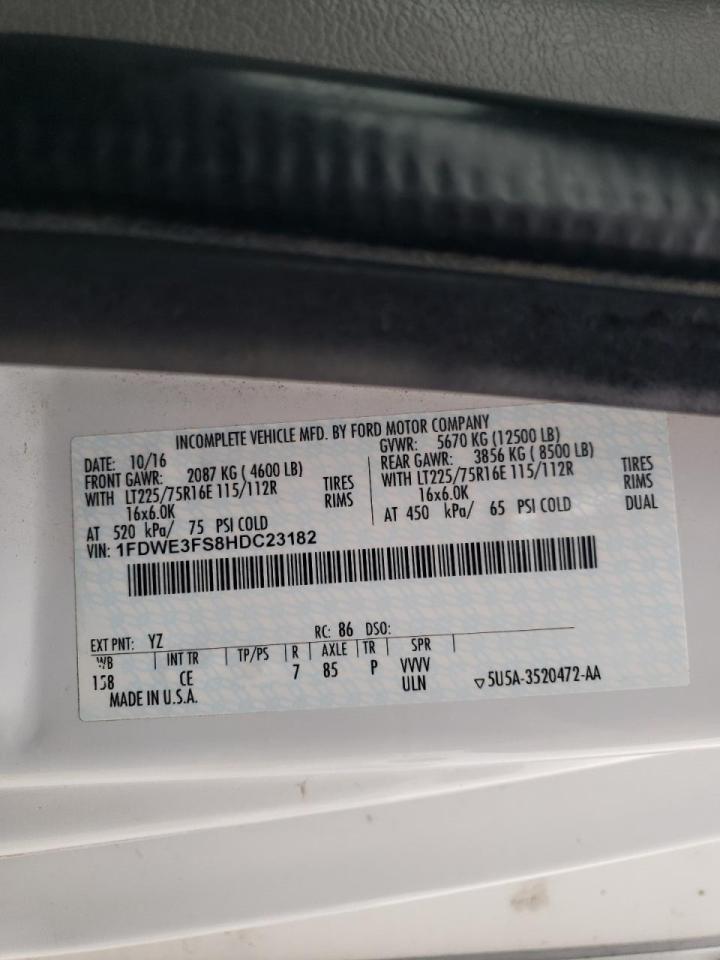 INCOMPLETE VEHICLE MFD. BY FORD MOTOR COMPANY
DATE: 10/16 GVWR: 5670 KG (12500 LB)
FRONT GAWR: 2087 KG ( 4600 LB) REAR GAWR: 3856 KG ( 8500 LB)
WITH LT225/75R16E 115/112R TIRES WITH LT225/75R16E 115/112R TIRES
16x6.0K RIMS 16x6.0K RIMS
AT 520 kPa/ 75 PSI COLD AT 450 kPa/ 65 PSI COLD DUAL
VIN: 1FDWE3FS8HDC23182
EXT PNT: YZ RC: 86 DSO:
WB INT TR TP/PS R AXLE TR SPR
158 CE 7 85 P VVVV
MADE IN U.S.A. ULN ▽5U5A-3520472-AA